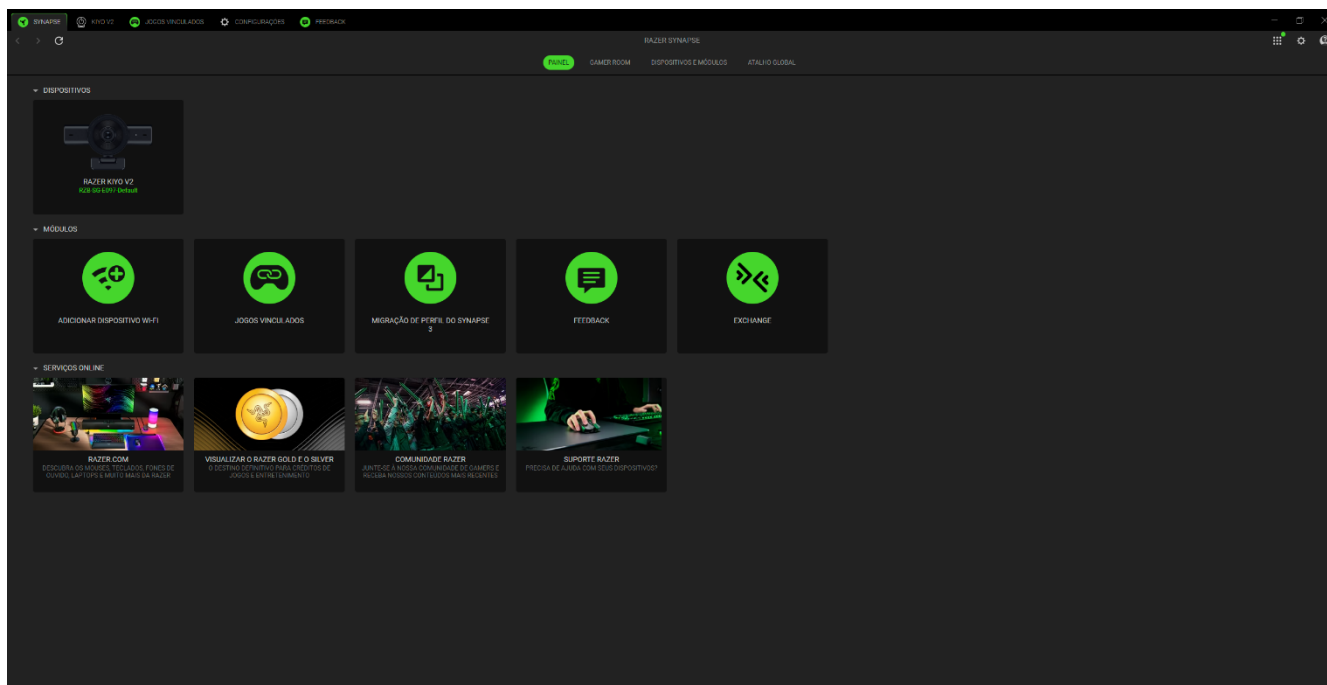 SYNAPSE
KIYO V2
JOGOS VINCULADOS
CONFIGURAÇÕES
FEEDBACK
RAZER SYNAPSE
PAINEL
GAMER ROOM
DISPOSITIVOS E MÓDULOS
ATALHO GLOBAL
DISPOSITIVOS
RAZER KIYO V2
RZB-SG-E097-Default
MÓDULOS
ADICIONAR DISPOSITIVO WI-FI
JOGOS VINCULADOS
MIGRAÇÃO DE PERFIL DO SYNAPSE
3
FEEDBACK
EXCHANGE
SERVIÇOS ONLINE
RAZER.COM
DESCUBRA OS MOUSES, TECLADOS, FONES DE
OUVIDO, LAPTOPS E MUITO MAIS DA RAZER
VISUALIZAR O RAZER GOLD E O SILVER
O DESTINO DEFINITIVO PARA CRÉDITOS DE
JOGOS E ENTRETENIMENTO
COMUNIDADE RAZER
JUNTE-SE À NOSSA COMUNIDADE DE GAMERS E
RECEBA NOSSOS CONTEÚDOS MAIS RECENTES
SUPORTE RAZER
PRECISA DE AJUDA COM SEUS DISPOSITIVOS?